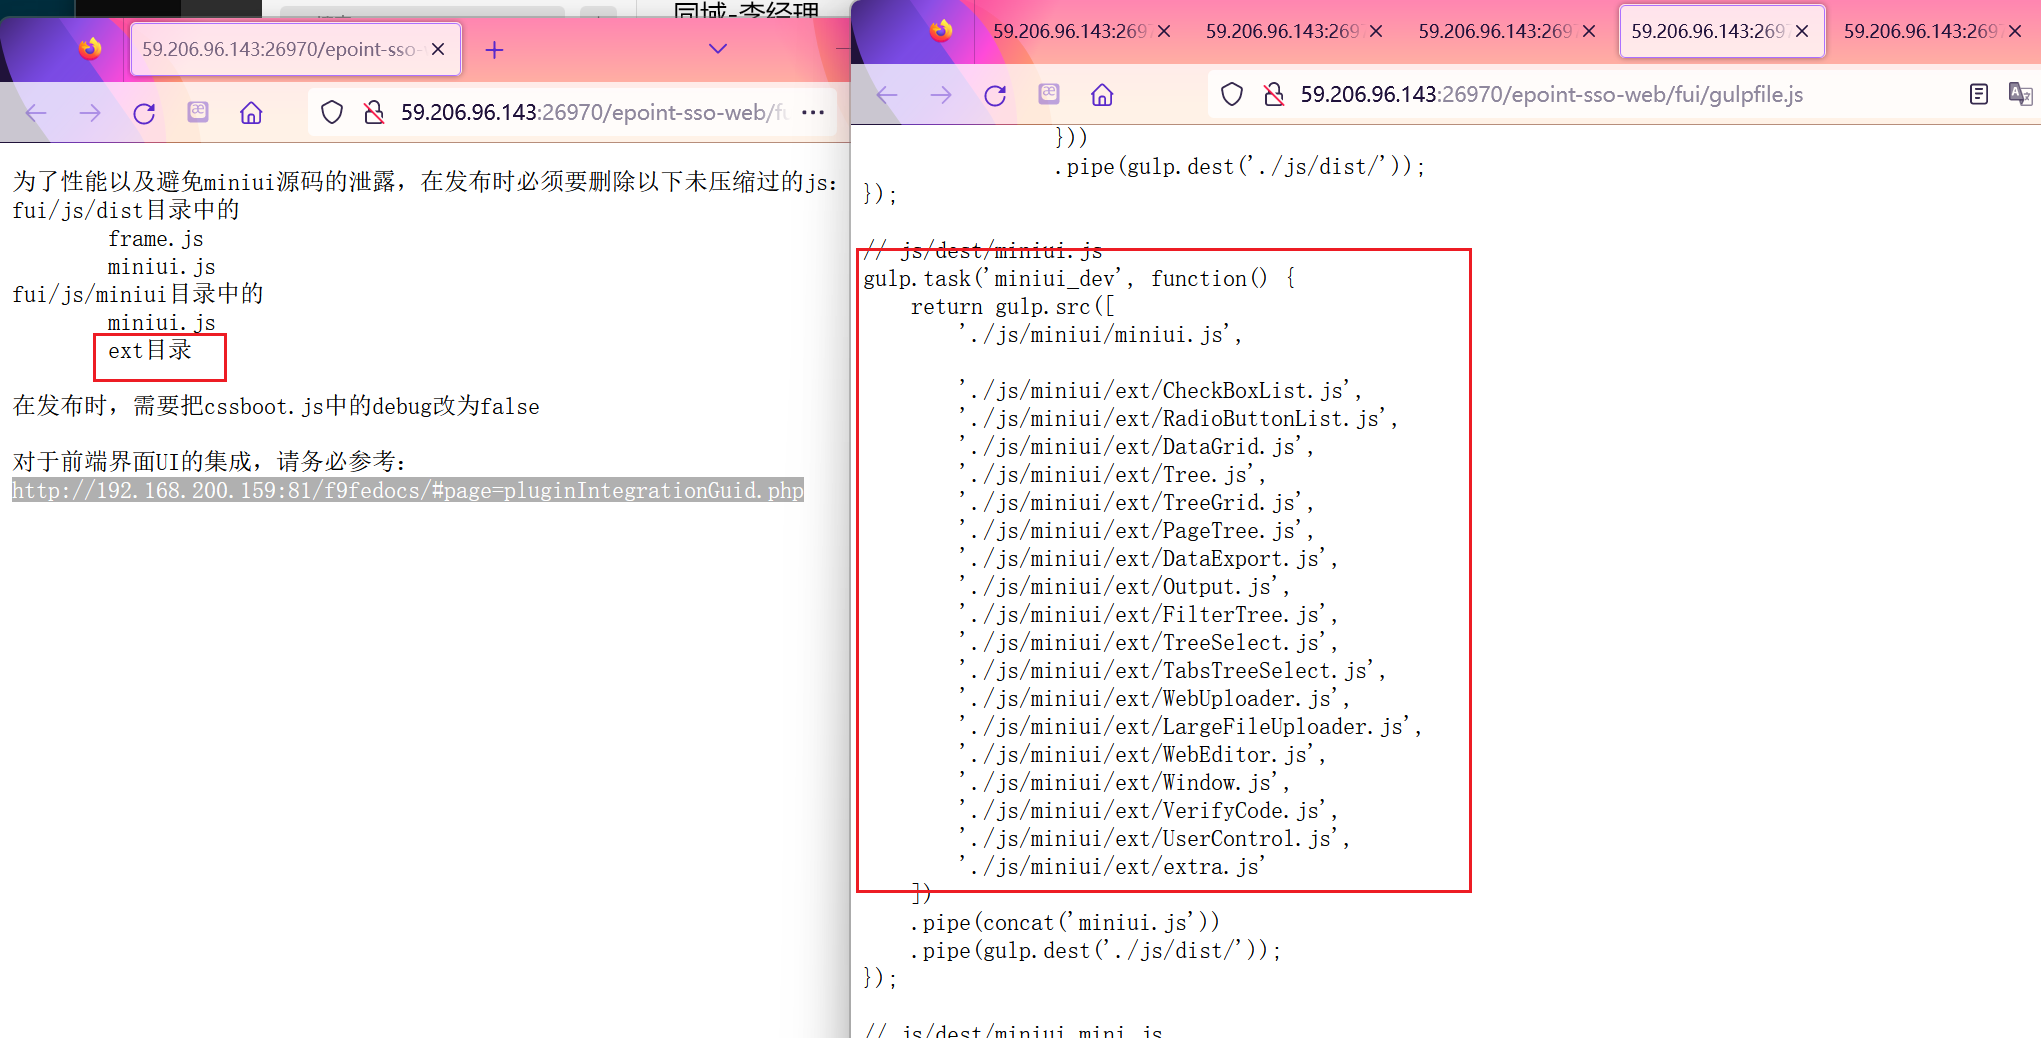 同域-李经理
59.206.96.143:26970/epoint-sso-
59.206.96.143:26970/epoint-sso-web/fu
为了性能以及避免miniui源码的泄露，在发布时必须要删除以下未压缩过的js：
fui/js/dist目录中的
frame.js
miniui.js
fui/js/miniui目录中的
miniui.js
ext目录
在发布时，需要把cssboot.js中的debug改为false
对于前端界面UI的集成，请务必参考：
http://192.168.200.159:81/f9fedocs/#page=pluginIntegrationGuid.php
59.206.96.143:269
59.206.96.143:269
59.206.96.143:269
59.206.96.143:269
59.206.96.143:269
59.206.96.143:26970/epoint-sso-web/fui/gulpfile.js
}))
.pipe(gulp.dest('./js/dist/'));
});
// js/dest/miniui.js
gulp.task('miniui_dev', function() {
return gulp.src([
'./js/miniui/miniui.js',
'./js/miniui/ext/CheckBoxList.js',
'./js/miniui/ext/RadioButtonList.js',
'./js/miniui/ext/DataGrid.js',
'./js/miniui/ext/Tree.js',
'./js/miniui/ext/TreeGrid.js',
'./js/miniui/ext/PageTree.js',
'./js/miniui/ext/DataExport.js',
'./js/miniui/ext/Output.js',
'./js/miniui/ext/FilterTree.js',
'./js/miniui/ext/TreeSelect.js',
'./js/miniui/ext/TabsTreeSelect.js',
'./js/miniui/ext/WebUploader.js',
'./js/miniui/ext/LargeFileUploader.js',
'./js/miniui/ext/WebEditor.js',
'./js/miniui/ext/Window.js',
'./js/miniui/ext/VerifyCode.js',
'./js/miniui/ext/UserControl.js',
'./js/miniui/ext/extra.js'
])
.pipe(concat('miniui.js'))
.pipe(gulp.dest('./js/dist/'));
});
// js/dest/miniui.mini.js